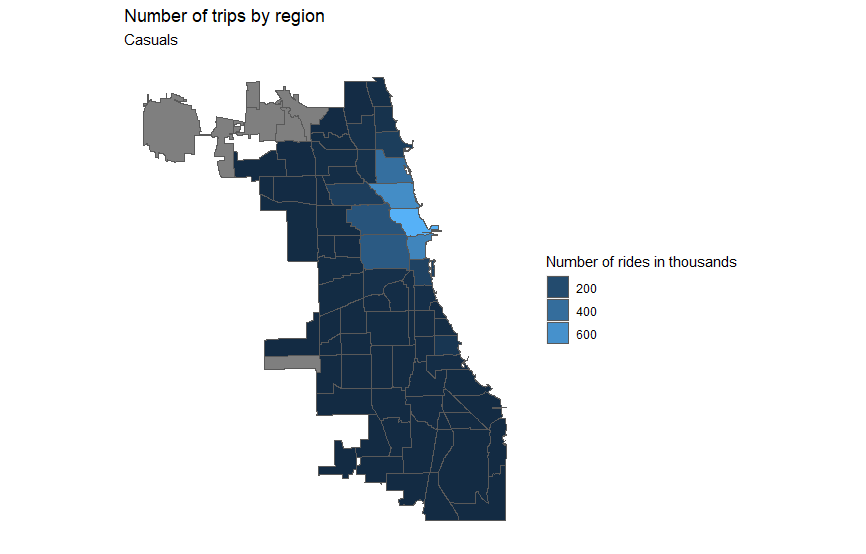 Number of trips by region
Casuals
Number of rides in thousands
200
400
600